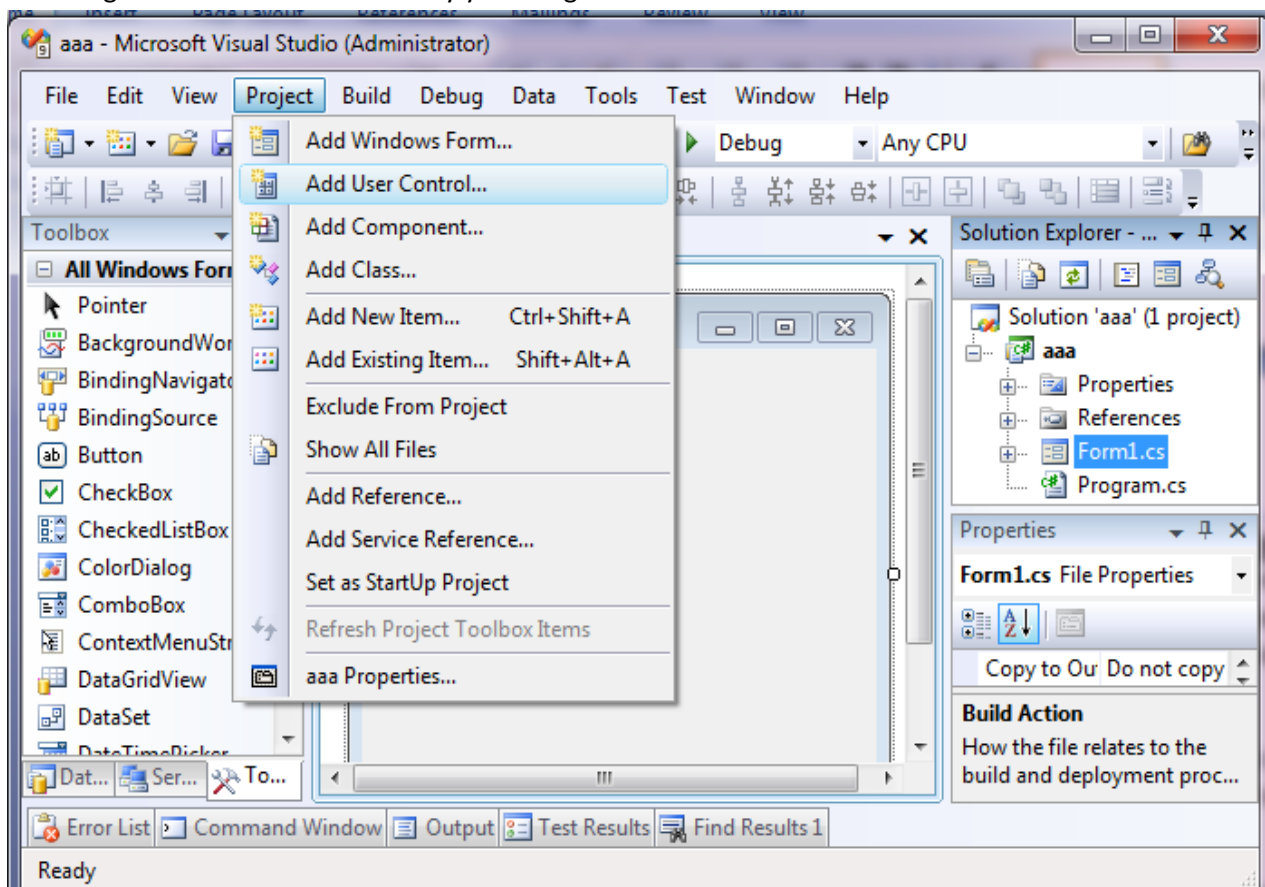 aaa - Microsoft Visual Studio (Administrator)
File Edit View Project Build Debug Data Tools Test Window Help
Debug Any CPU
Add Windows Form...
Add User Control...
Add Component...
Add Class...
Add New Item... Ctrl+Shift+A
Add Existing Item... Shift+Alt+A
Exclude From Project
Show All Files
Add Reference...
Add Service Reference...
Set as StartUp Project
Refresh Project Toolbox Items
aaa Properties...
Toolbox
All Windows Forr
Pointer
BackgroundWor
BindingNavigato
BindingSource
Button
CheckBox
CheckedListBox
ColorDialog
ComboBox
ContextMenuStr
DataGridView
DataSet
DateTimePicker
Dat... Ser... To...
Solution Explorer - ...
Solution 'aaa' (1 project)
aaa
Properties
References
Form1.cs
Program.cs
Properties
Form1.cs File Properties
Copy to Ou Do not copy
Build Action
How the file relates to the
build and deployment proc...
Error List Command Window Output Test Results Find Results 1
Ready